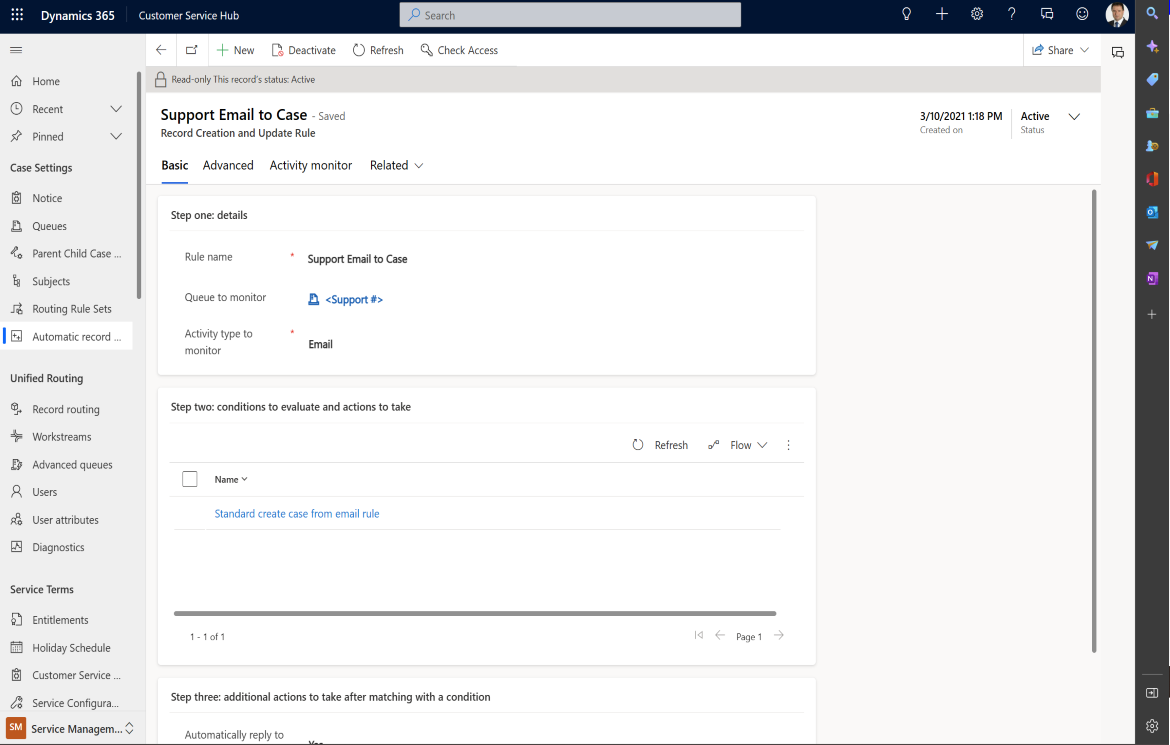 Dynamics 365 Customer Service Hub Search
New Deactivate Refresh Check Access Share
Read-only This record's status: Active
Home
Recent
Pinned
Case Settings
Notice
Queues
Parent Child Case ...
Subjects
Routing Rule Sets
Automatic record ...
Unified Routing
Record routing
Workstreams
Advanced queues
Users
User attributes
Diagnostics
Service Terms
Entitlements
Holiday Schedule
Customer Service ...
Service Configura...
SM Service Managem...
Support Email to Case - Saved
Record Creation and Update Rule
3/10/2021 1:18 PM
Created on
Active
Status
Basic Advanced Activity monitor Related
Step one: details
Rule name * Support Email to Case
Queue to monitor <Support #>
Activity type to
monitor
* Email
Step two: conditions to evaluate and actions to take
Refresh Flow
Name
Standard create case from email rule
1 - 1 of 1 Page 1
Step three: additional actions to take after matching with a condition
Automatically reply to
Yes